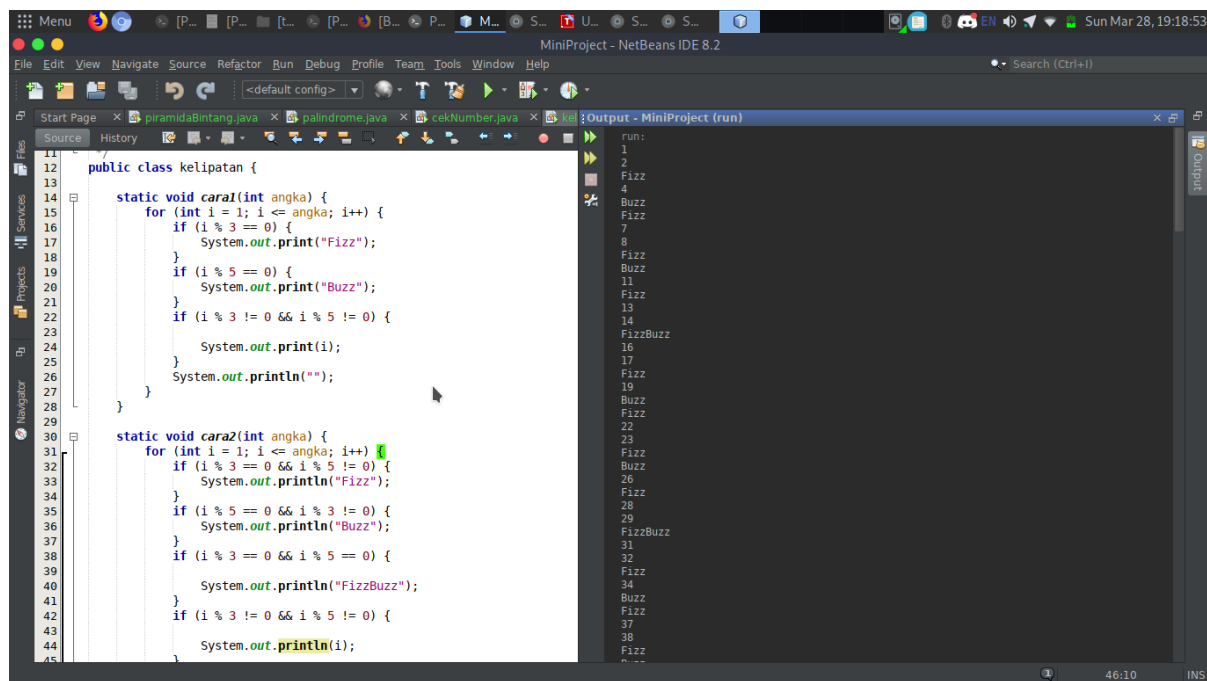 Menu [P... [P... [t... [P... [B... P... M... S... U... S... S... EN Sun Mar 28, 19:18:53
MiniProject - NetBeans IDE 8.2
File Edit View Navigate Source Refactor Run Debug Profile Team Tools Window Help Search (Ctrl+I)
<default config>
Start Page piramidaBintang.java palindrome.java cekNumber.java kel
Source History
Files
Services
Projects
Navigator
11 */
12 public class kelipatan {
13
14 static void cara1(int angka) {
15 for (int i = 1; i <= angka; i++) {
16 if (i % 3 == 0) {
17 System.out.print("Fizz");
18 }
19 if (i % 5 == 0) {
20 System.out.print("Buzz");
21 }
22 if (i % 3 != 0 && i % 5 != 0) {
23
24 System.out.print(i);
25 }
26 System.out.println("");
27 }
28 }
29
30 static void cara2(int angka) {
31 for (int i = 1; i <= angka; i++) {
32 if (i % 3 == 0 && i % 5 != 0) {
33 System.out.println("Fizz");
34 }
35 if (i % 5 == 0 && i % 3 != 0) {
36 System.out.println("Buzz");
37 }
38 if (i % 3 == 0 && i % 5 == 0) {
39
40 System.out.println("FizzBuzz");
41 }
42 if (i % 3 != 0 && i % 5 != 0) {
43
44 System.out.println(i);
45 }
Output - MiniProject (run)
run:
1
2
Fizz
4
Buzz
Fizz
7
8
Fizz
Buzz
11
Fizz
13
14
FizzBuzz
16
17
Fizz
19
Buzz
Fizz
22
23
Fizz
Buzz
26
Fizz
28
29
FizzBuzz
31
32
Fizz
34
Buzz
Fizz
37
38
Fizz
Buzz
Output
1 46:10 INS